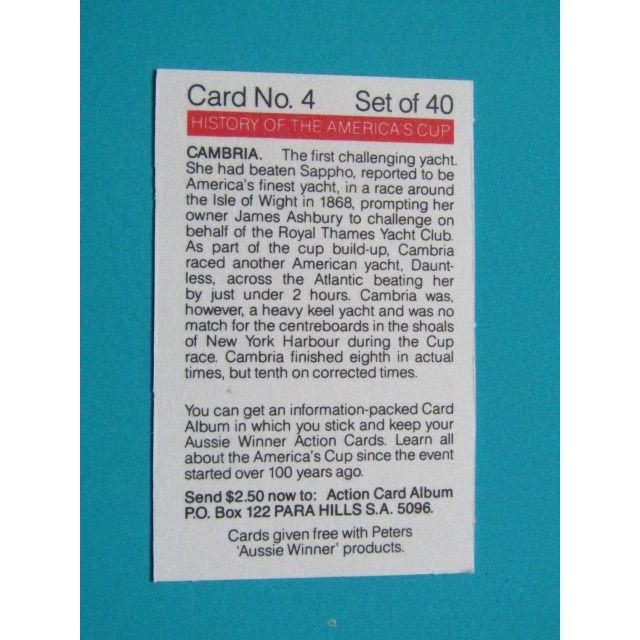 Card No. 4 Set of 40
HISTORY OF THE AMERICA'S CUP
CAMBRIA. The first challenging yacht.
She had beaten Sappho, reported to be
America's finest yacht, in a race around
the Isle of Wight in 1868, prompting her
owner James Ashbury to challenge on
behalf of the Royal Thames Yacht Club.
As part of the cup build-up, Cambria
raced another American yacht, Daunt-
less, across the Atlantic beating her
by just under 2 hours. Cambria was,
however, a heavy keel yacht and was no
match for the centreboards in the shoals
of New York Harbour during the Cup
race. Cambria finished eighth in actual
times, but tenth on corrected times.
You can get an information-packed Card
Album in which you stick and keep your
Aussie Winner Action Cards. Learn all
about the America's Cup since the event
started over 100 years ago.
Send $2.50 now to: Action Card Album
P.O. Box 122 PARA HILLS S.A. 5096.
Cards given free with Peters
'Aussie Winner' products.